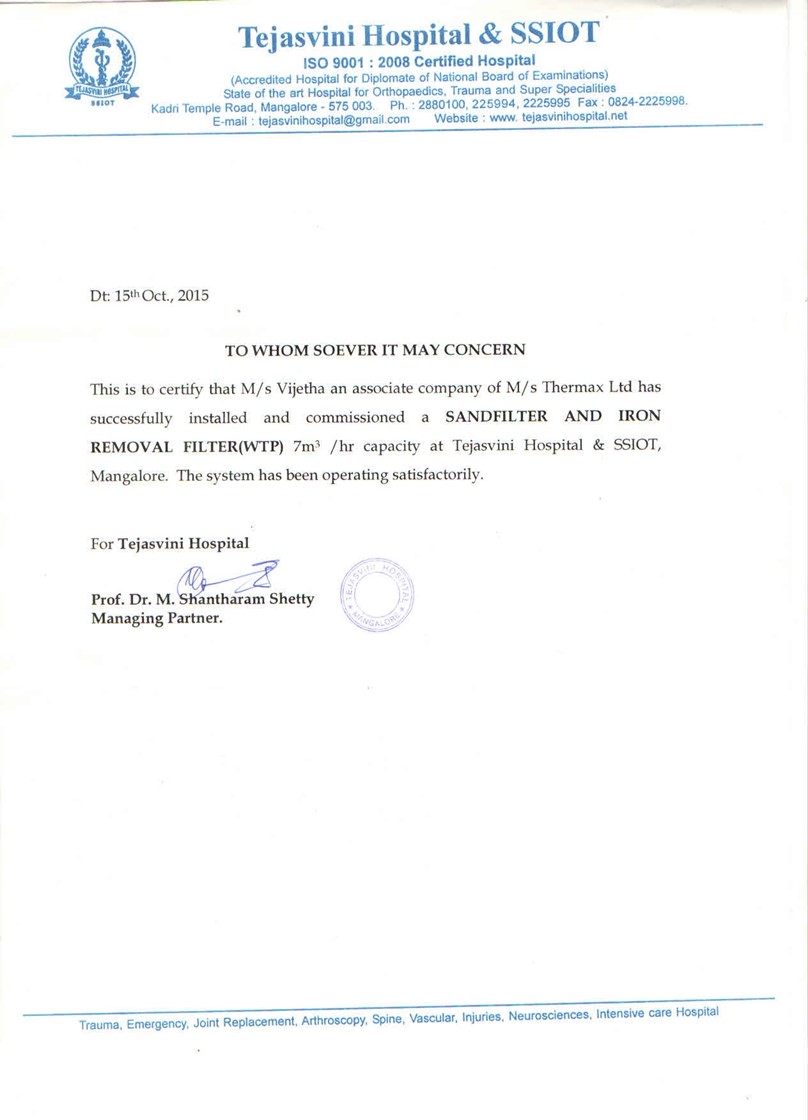 Tejasvini Hospital & SSIOT
ISO 9001 : 2008 Certified Hospital
(Accredited Hospital for Diplomate of National Board of Examinations)
State of the art Hospital for Orthopaedics, Trauma and Super Specialities
Kadri Temple Road, Mangalore - 575 003. Ph. : 2880100, 225994, 2225995 Fax : 0824-2225998.
E-mail : tejasvinihospital@gmail.com Website : www. tejasvinihospital.net
TEJASVINI HOSPITAL
SSIOT
Dt: 15th Oct., 2015
TO WHOM SOEVER IT MAY CONCERN
This is to certify that M/s Vijetha an associate company of M/s Thermax Ltd has
successfully installed and commissioned a SANDFILTER AND IRON
REMOVAL FILTER(WTP) 7m³ /hr capacity at Tejasvini Hospital & SSIOT,
Mangalore. The system has been operating satisfactorily.
For Tejasvini Hospital
Prof. Dr. M. Shantharam Shetty
Managing Partner.
TEJASVINI HOSPITAL
* MANGALORE *
Trauma, Emergency, Joint Replacement, Arthroscopy, Spine, Vascular, Injuries, Neurosciences, Intensive care Hospital